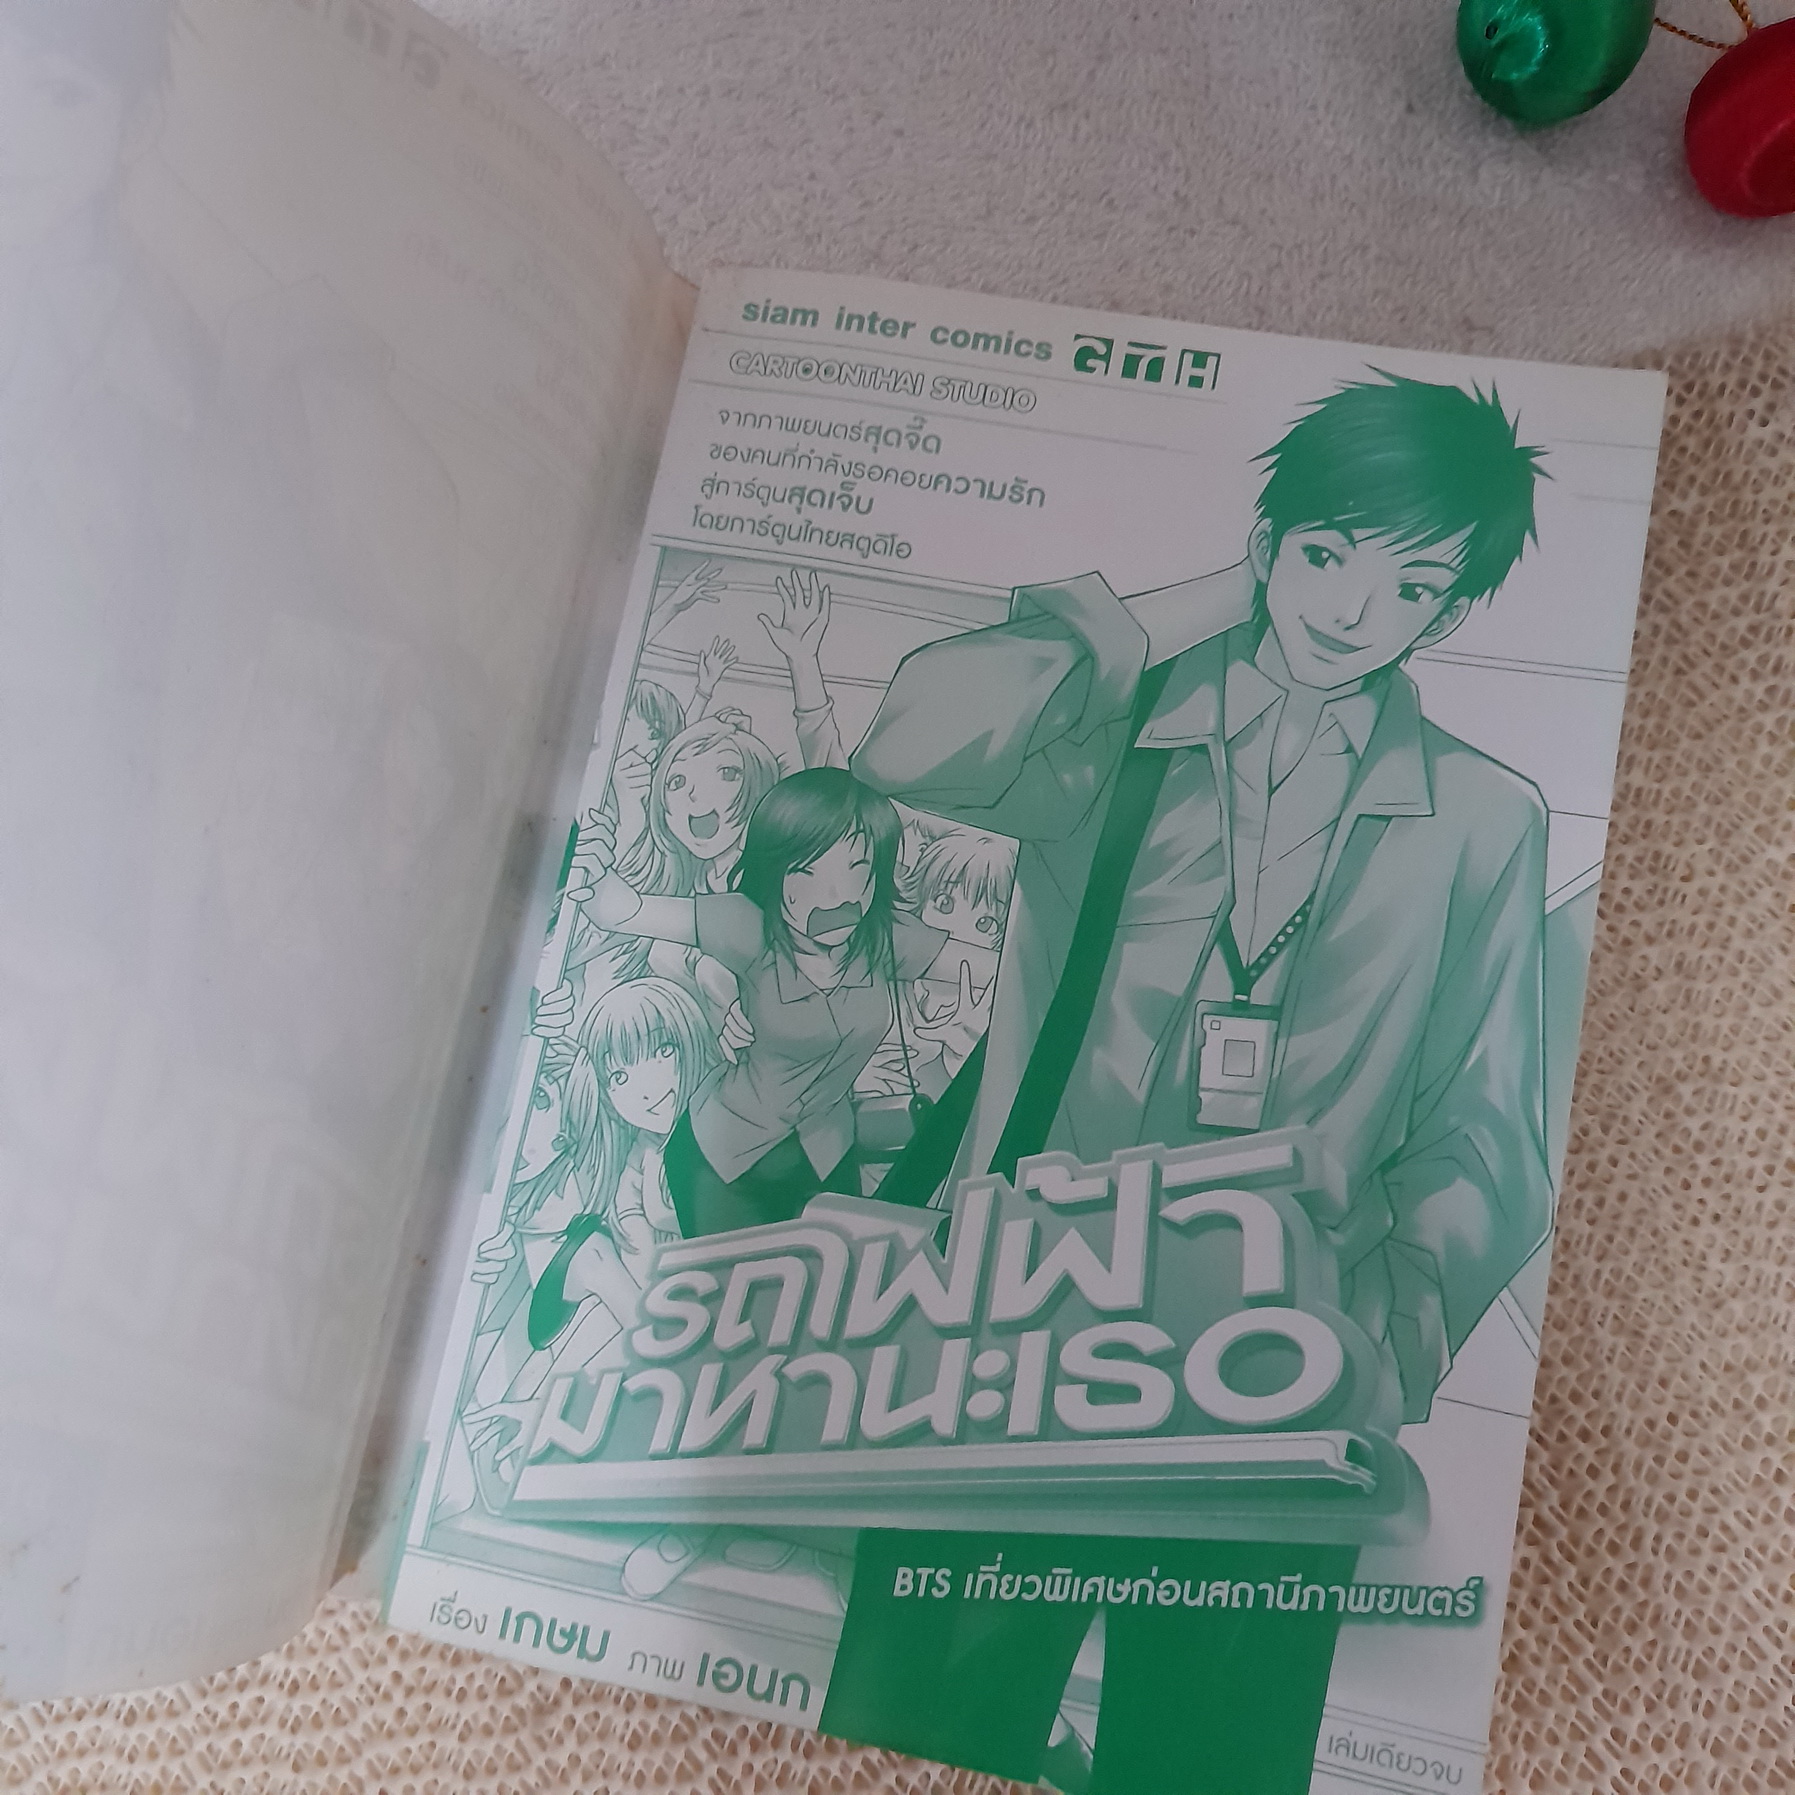 siam inter comics GTH
CARTOONTHAI STUDIO
จากภาพยนตร์สุดจี๊ด
ของคนที่กำลังรอคอยความรัก
สู่การ์ตูนสุดเจ็บ
โดยการ์ตูนไทยสตูดิโอ
รถไฟฟ้า
มาหานะเธอ
BTS เที่ยวพิเศษก่อนสถานีภาพยนตร์
เรื่อง เกษม ภาพ เอนก
เล่มเดียวจบ